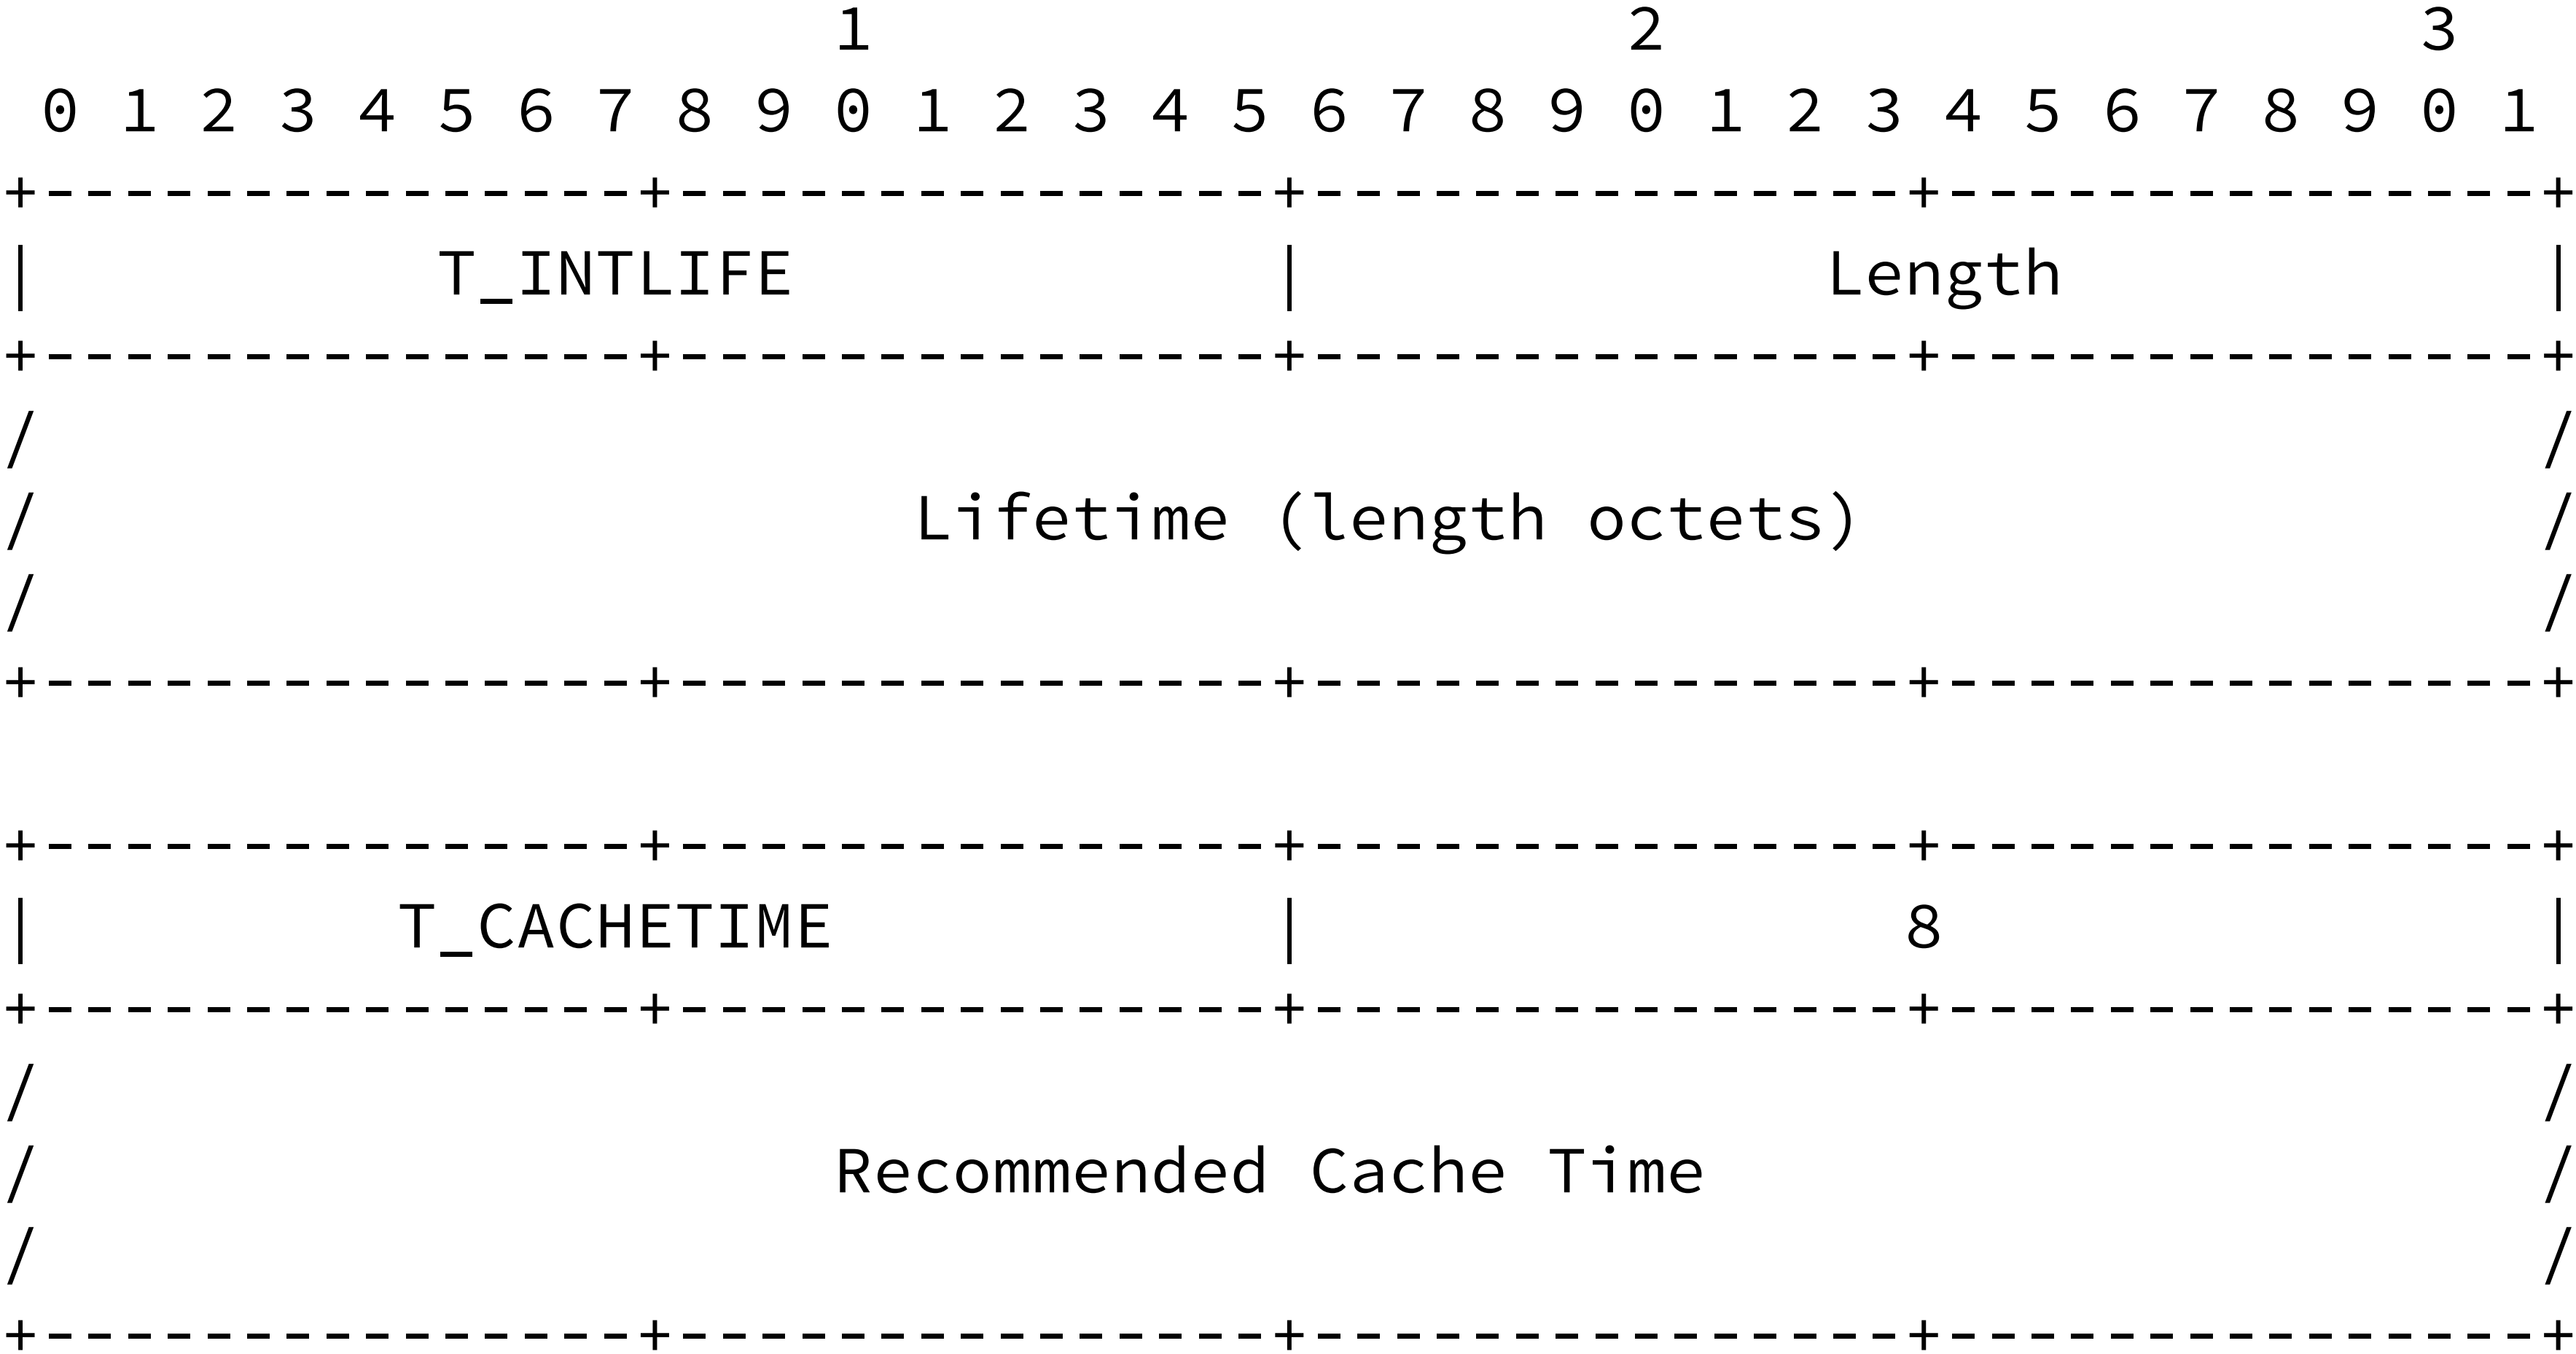 1                   2                   3
 0 1 2 3 4 5 6 7 8 9 0 1 2 3 4 5 6 7 8 9 0 1 2 3 4 5 6 7 8 9 0 1
+---------------+---------------+---------------+---------------+
|          T_INTLIFE            |             Length            |
+---------------+---------------+---------------+---------------+
/                                                               /
/                      Lifetime (length octets)                 /
/                                                               /
+---------------+---------------+---------------+---------------+

+---------------+---------------+---------------+---------------+
|         T_CACHETIME           |               8               |
+---------------+---------------+---------------+---------------+
/                                                               /
/                    Recommended Cache Time                     /
/                                                               /
+---------------+---------------+---------------+---------------+